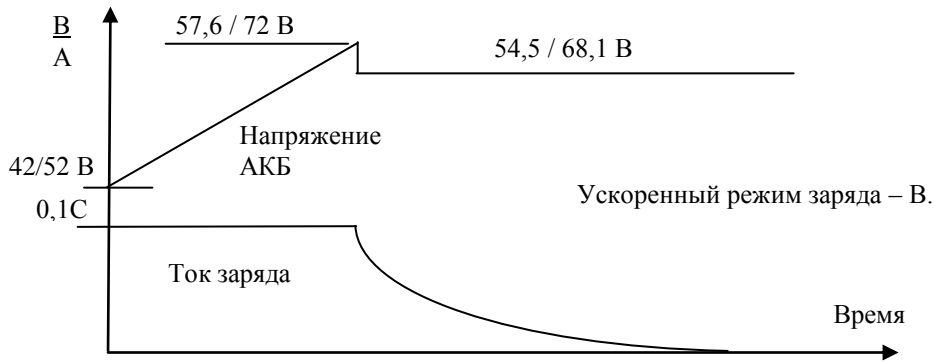 В
А
57,6 / 72 В
54,5 / 68,1 В
Напряжение
АКБ
42/52 В
0,1С
Ускоренный режим заряда – В.
Ток заряда
Время